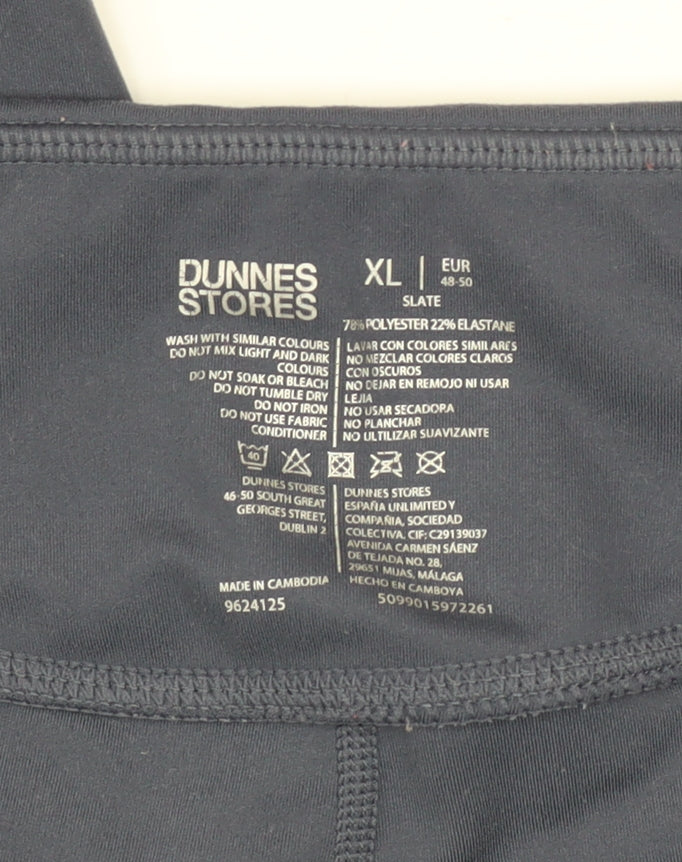 DUNNES
STORES
XL | EUR
48-50
SLATE
78% POLYESTER 22% ELASTANE
WASH WITH SIMILAR COLOURS
DO NOT MIX LIGHT AND DARK
COLOURS
DO NOT SOAK OR BLEACH
DO NOT TUMBLE DRY
DO NOT IRON
DO NOT USE FABRIC
CONDITIONER
LAVAR CON COLORES SIMILARES
NO MEZCLAR COLORES CLAROS
CON OSCUROS
NO DEJAR EN REMOJO NI USAR
LEJIA
NO USAR SECADORA
NO PLANCHAR
NO ULTILIZAR SUAVIZANTE
40
DUNNES STORES
46-50 SOUTH GREAT
GEORGES STREET,
DUBLIN 2
DUNNES STORES
ESPAÑA UNLIMITED Y
COMPAÑIA, SOCIEDAD
COLECTIVA. CIF: C29139037
AVENIDA CARMEN SÁENZ
DE TEJADA NO. 28,
29651 MIJAS, MÁLAGA
HECHO EN CAMBOYA
MADE IN CAMBODIA
9624125
5099015972261